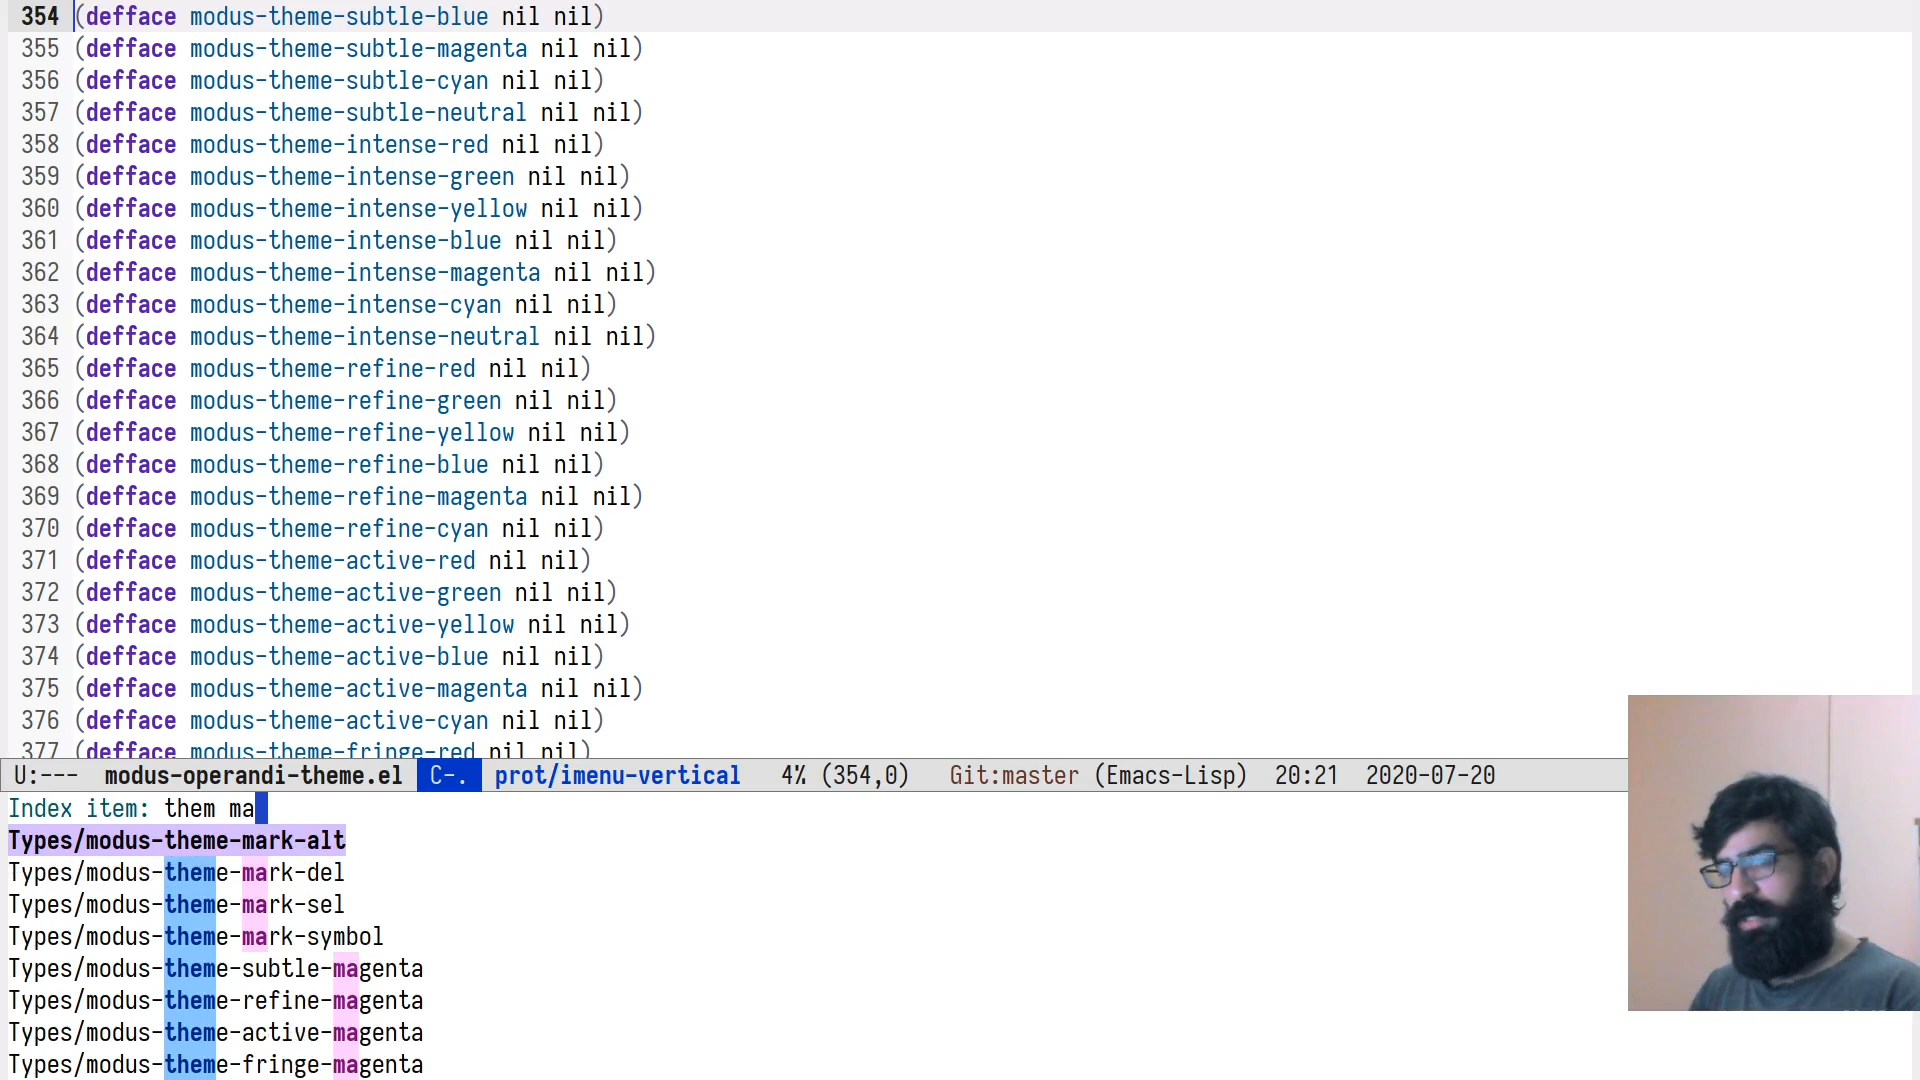 354 (defface modus-theme-subtle-blue nil nil)
355 (defface modus-theme-subtle-magenta nil nil)
356 (defface modus-theme-subtle-cyan nil nil)
357 (defface modus-theme-subtle-neutral nil nil)
358 (defface modus-theme-intense-red nil nil)
359 (defface modus-theme-intense-green nil nil)
360 (defface modus-theme-intense-yellow nil nil)
361 (defface modus-theme-intense-blue nil nil)
362 (defface modus-theme-intense-magenta nil nil)
363 (defface modus-theme-intense-cyan nil nil)
364 (defface modus-theme-intense-neutral nil nil)
365 (defface modus-theme-refine-red nil nil)
366 (defface modus-theme-refine-green nil nil)
367 (defface modus-theme-refine-yellow nil nil)
368 (defface modus-theme-refine-blue nil nil)
369 (defface modus-theme-refine-magenta nil nil)
370 (defface modus-theme-refine-cyan nil nil)
371 (defface modus-theme-active-red nil nil)
372 (defface modus-theme-active-green nil nil)
373 (defface modus-theme-active-yellow nil nil)
374 (defface modus-theme-active-blue nil nil)
375 (defface modus-theme-active-magenta nil nil)
376 (defface modus-theme-active-cyan nil nil)
377 (defface modus-theme-fringe-red nil nil)
U:--- modus-operandi-theme.el C-. prot/imenu-vertical 4% (354,0) Git:master (Emacs-Lisp) 20:21 2020-07-20
Index item: them ma
Types/modus-theme-mark-alt
Types/modus-theme-mark-del
Types/modus-theme-mark-sel
Types/modus-theme-mark-symbol
Types/modus-theme-subtle-magenta
Types/modus-theme-refine-magenta
Types/modus-theme-active-magenta
Types/modus-theme-fringe-magenta